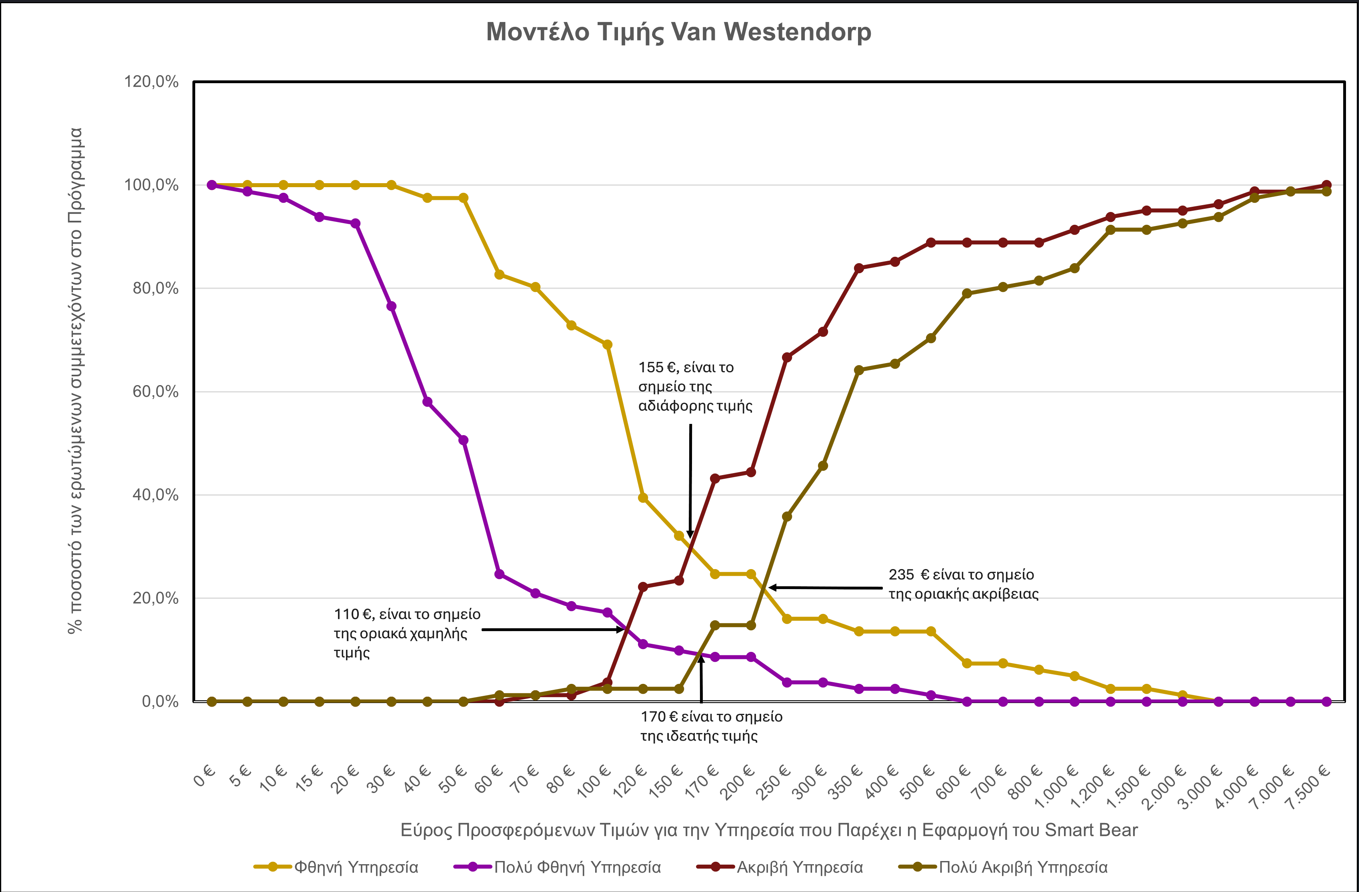 Μοντέλο Τιμής Van Westendorp
% ποσοστό των ερωτώμενων συμμετεχόντων στο Πρόγραμμα
120,0%
100,0%
80,0%
60,0%
40,0%
20,0%
0,0%
155 €, είναι το
σημείο της
αδιάφορης τιμής
235 € είναι το σημείο
της οριακής ακρίβειας
110 €, είναι το σημείο
της οριακά χαμηλής
τιμής
170 € είναι το σημείο
της ιδεατής τιμής
0 €
5 €
10 €
15 €
20 €
30 €
40 €
50 €
60 €
70 €
80 €
100 €
120 €
150 €
170 €
200 €
250 €
300 €
350 €
400 €
500 €
600 €
700 €
800 €
1.000 €
1.200 €
1.500 €
2.000 €
3.000 €
4.000 €
7.000 €
7.500 €
Εύρος Προσφερόμενων Τιμών για την Υπηρεσία που Παρέχει η Εφαρμογή του Smart Bear
Φθηνή Υπηρεσία
Πολύ Φθηνή Υπηρεσία
Ακριβή Υπηρεσία
Πολύ Ακριβή Υπηρεσία